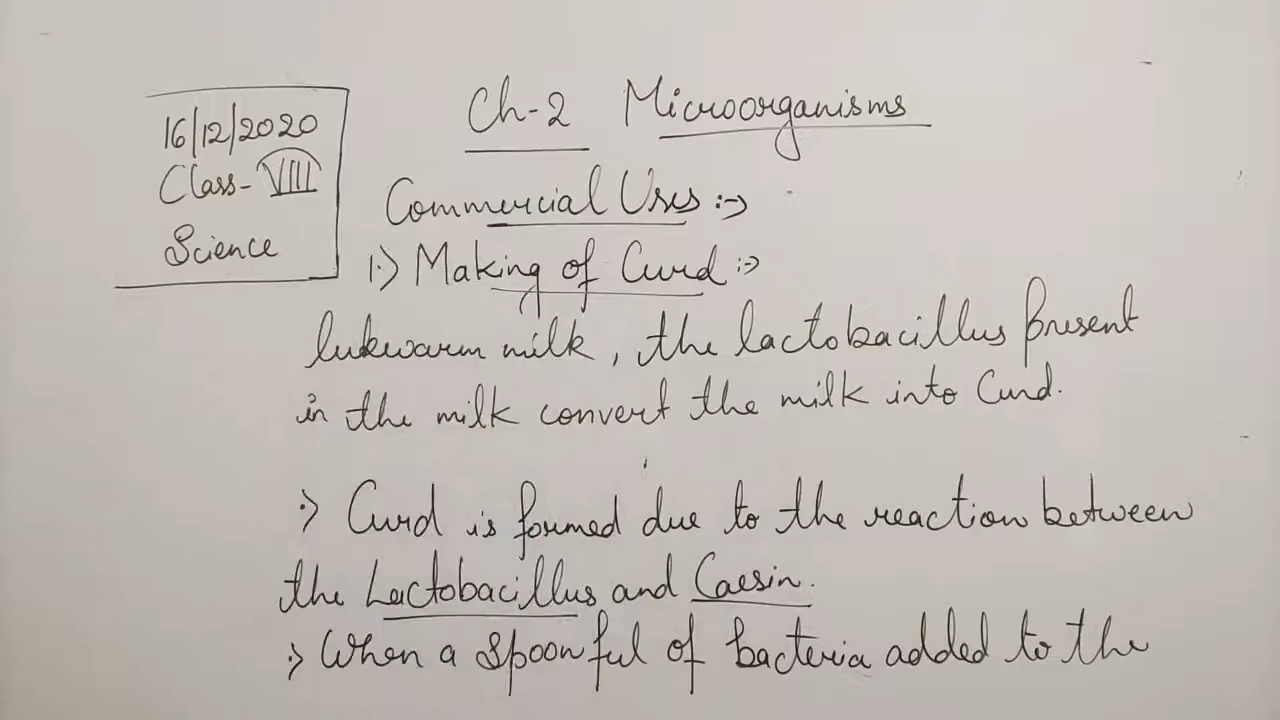 16/12/2020
Class- VIII
Science
Ch-2 Microorganisms
Commercial Uses :->
1.> Making of Curd :->
lukwarm milk, the lactobacillus present
in the milk convert the milk into Curd.
.> Curd is formed due to the reaction between
the Lactobacillus and Caesin.
.> When a spoonful of bacteria added to the